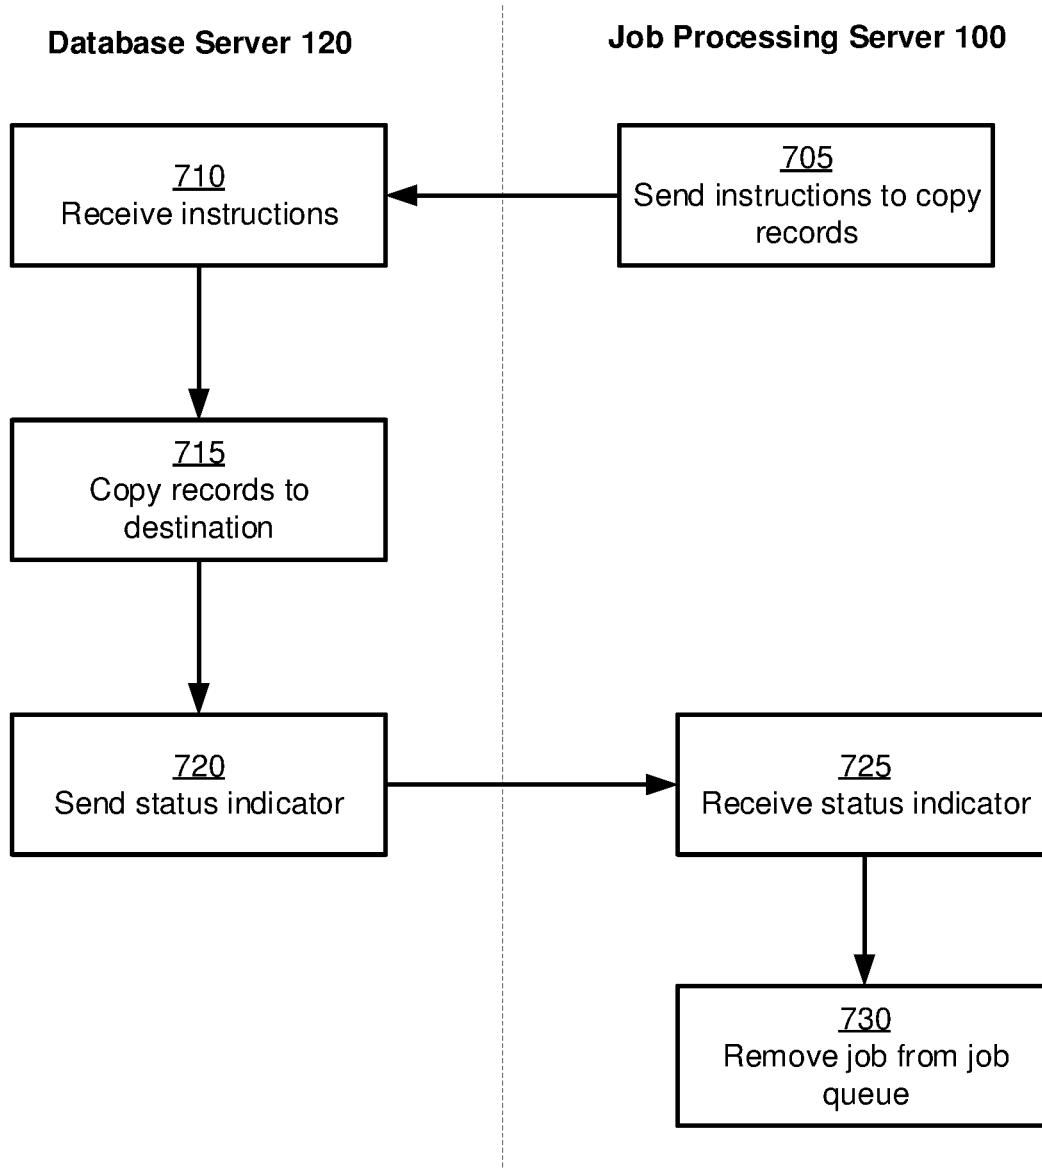 Database Server 120
Job Processing Server 100
710
Receive instructions
705
Send instructions to copy
records
715
Copy records to
destination
720
Send status indicator
725
Receive status indicator
730
Remove job from job
queue